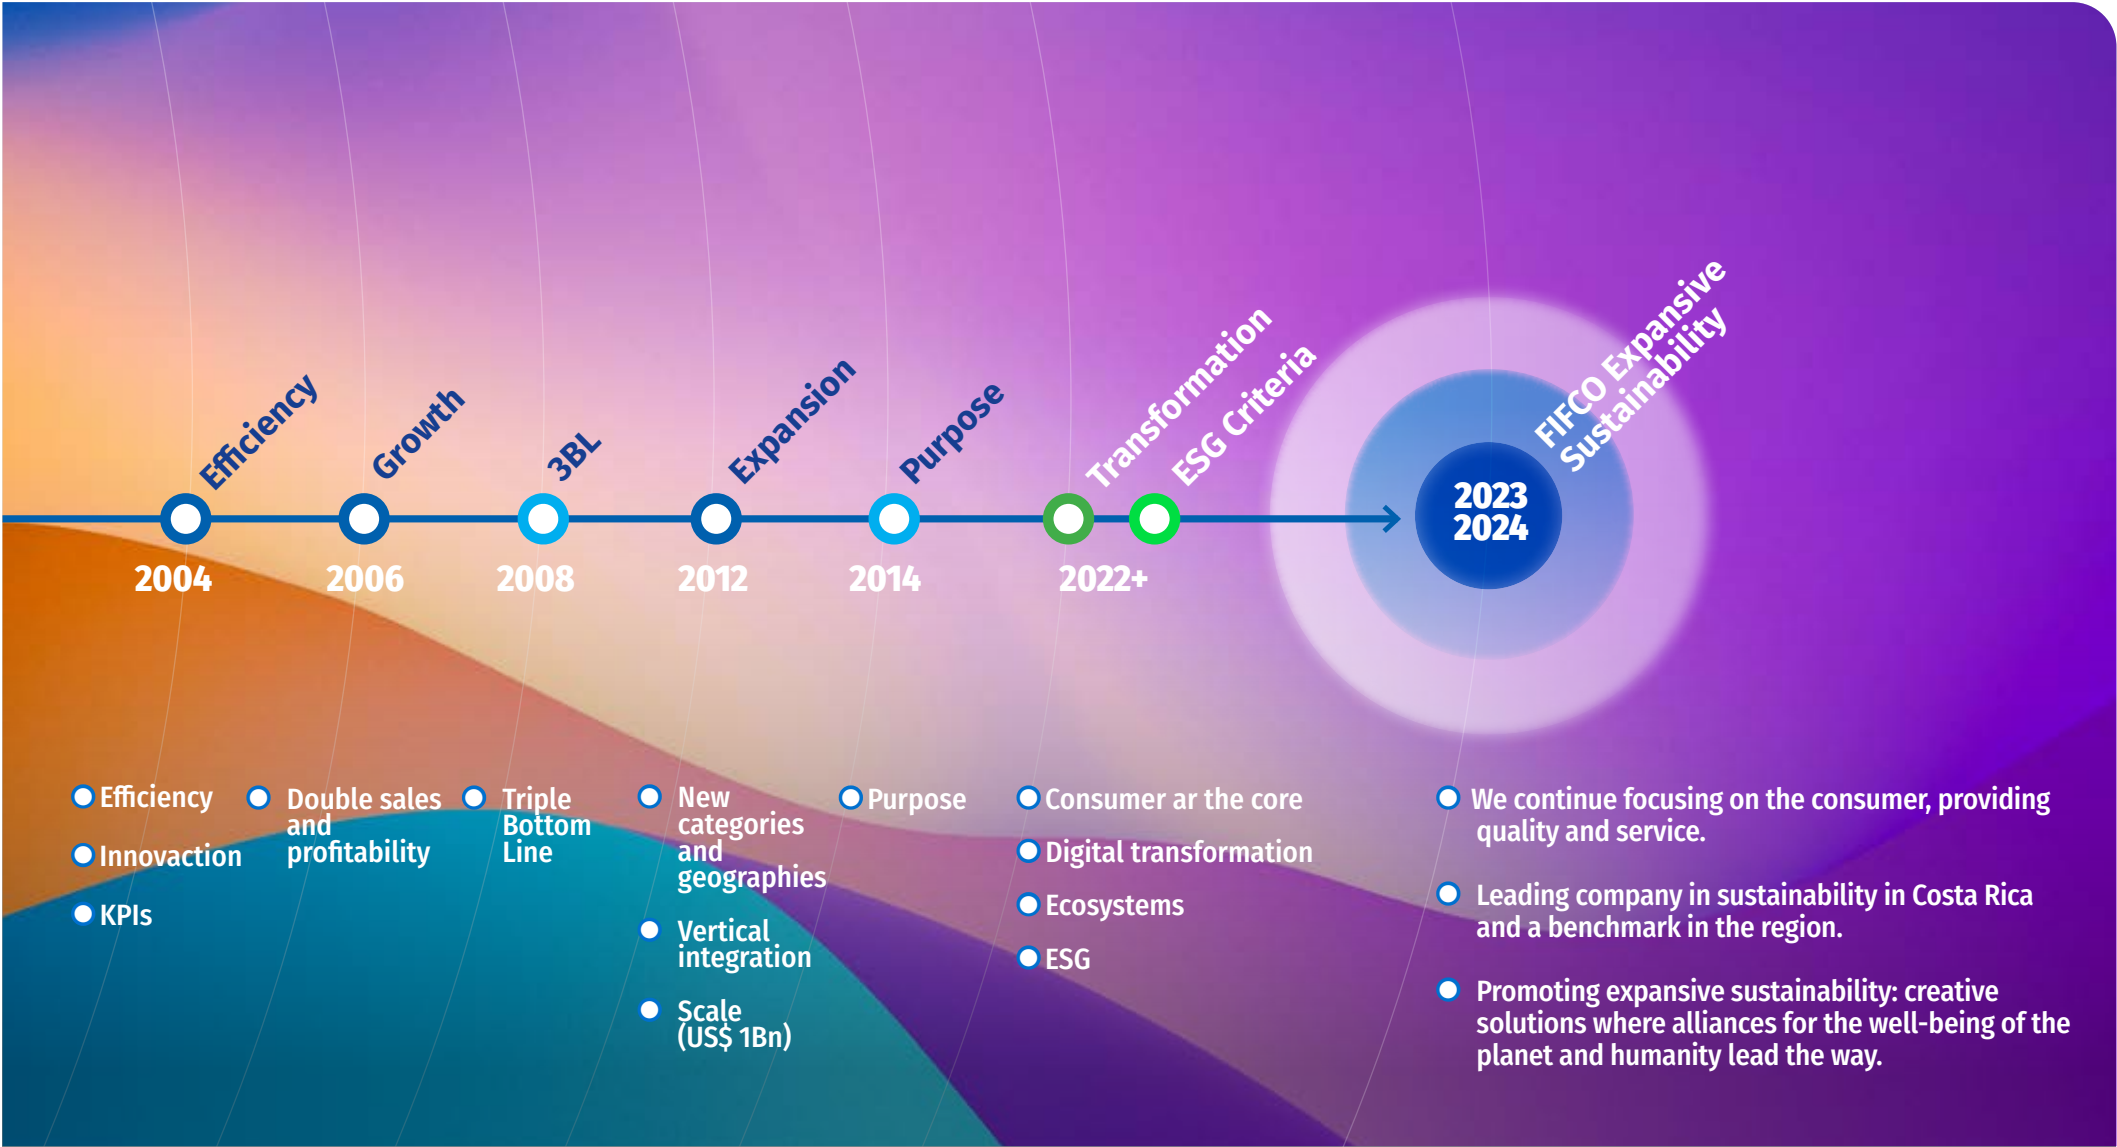 Efficiency
Growth
3BL
Expansion
Purpose
Transformation
ESG Criteria
FIFCO Expansive
Sustainability
2023
2024
2004
2006
2008
2012
2014
2022+
Efficiency
Innovaction
KPIs
Double sales
and
profitability
Triple
Bottom
Line
New
categories
and
geographies
Vertical
integration
Scale
(US$ 1Bn)
Purpose
Consumer ar the core
Digital transformation
Ecosystems
ESG
We continue focusing on the consumer, providing
quality and service.
Leading company in sustainability in Costa Rica
and a benchmark in the region.
Promoting expansive sustainability: creative
solutions where alliances for the well-being of the
planet and humanity lead the way.